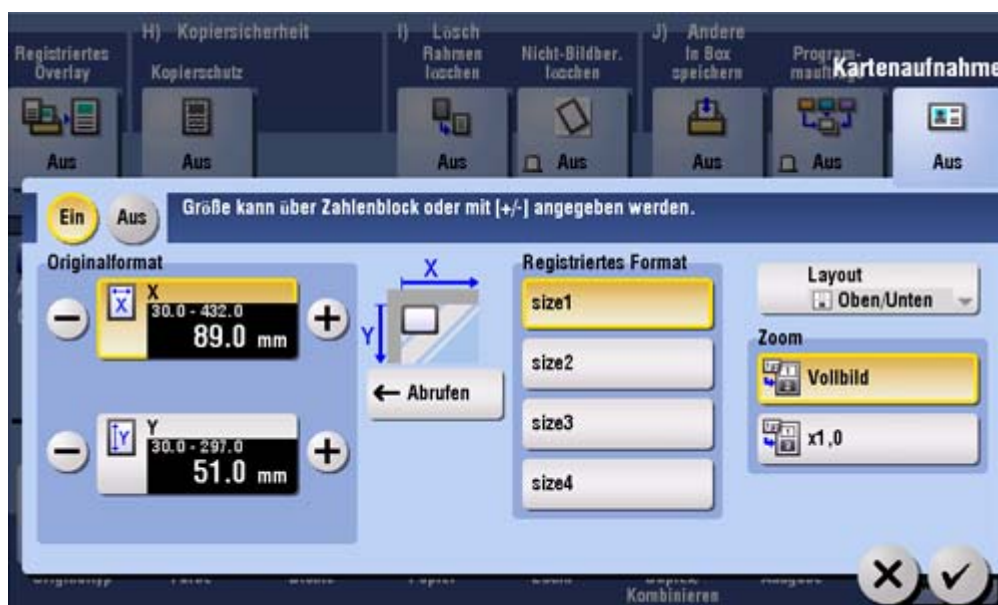 H) Kopiersicherheit
I) Lösch
J) Andere
Registriertes
Overlay
Kopierschutz
Rahmen
löschen
Nicht-Bildber.
löschen
In Box
speichern
Program-
Kartenaufnahme
Aus
Aus
Aus
Aus
Aus
Aus
Aus
Ein
Aus
Größe kann über Zahlenblock oder mit [+/-] angegeben werden.
Originalformat
X
30.0 - 432.0
89.0 mm
Y
30.0 - 297.0
51.0 mm
X
Y
← Abrufen
Registriertes Format
size1
size2
size3
size4
Layout
Oben/Unten
Zoom
Vollbild
x1,0
Kombinieren